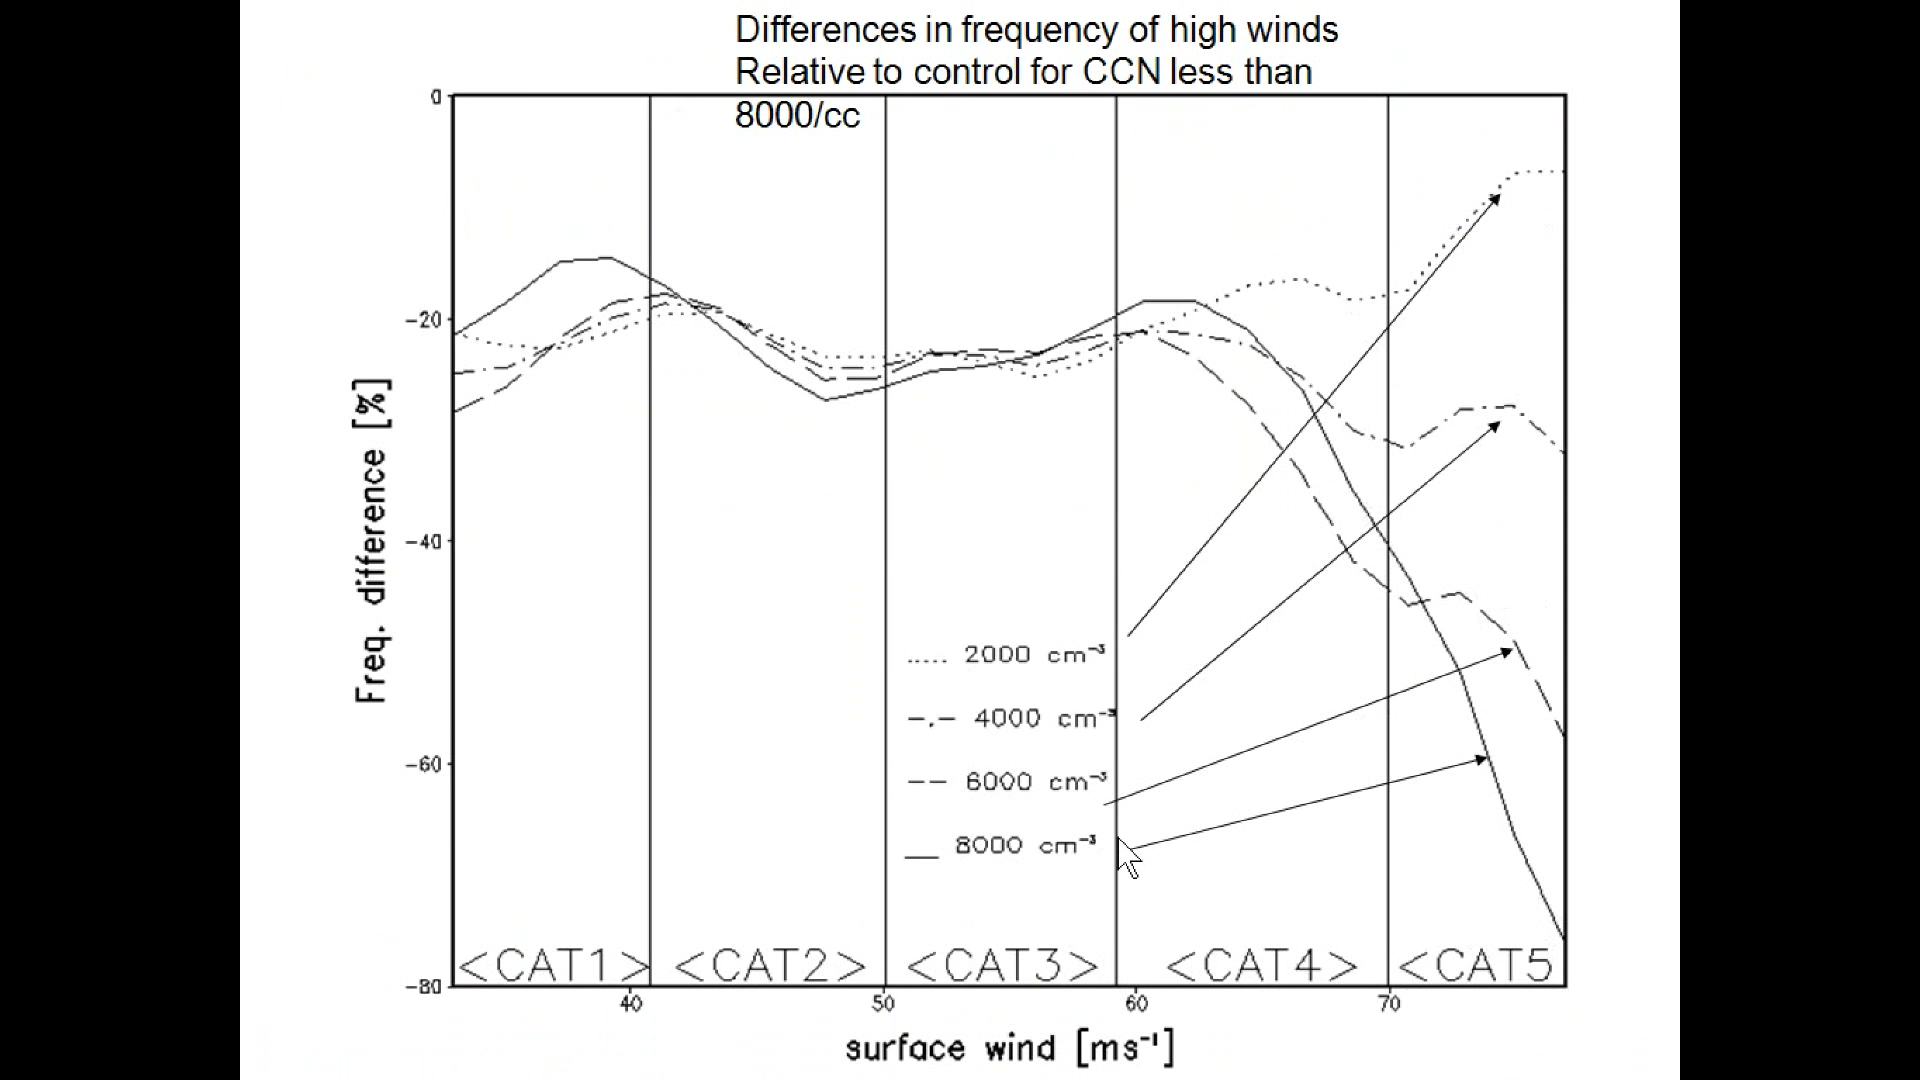 Differences in frequency of high winds
Relative to control for CCN less than
8000/cc
0
-20
-40
-60
-80
Freq. difference [%]
2000 cm⁻³
4000 cm⁻³
6000 cm⁻³
8000 cm⁻³
<CAT1> <CAT2> <CAT3> <CAT4> <CAT5
40 50 60 70
surface wind [ms⁻¹]